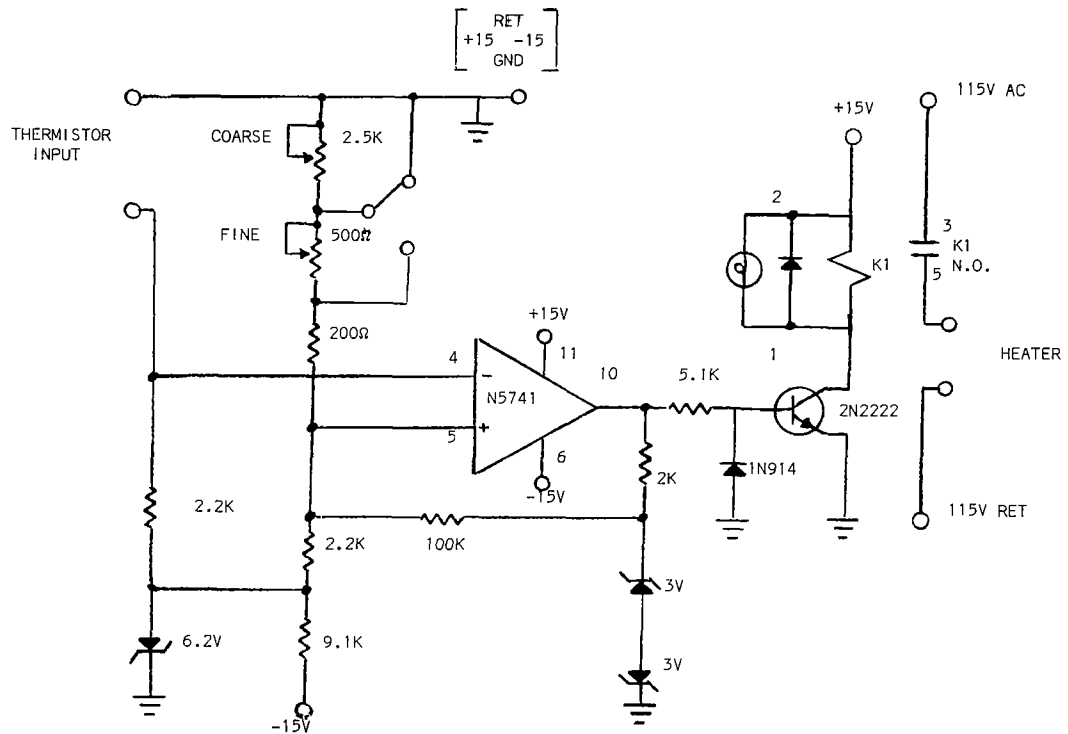 RET
+15 -15
GND
115V AC
+15V
THERMISTOR
INPUT
COARSE
2.5K
FINE
500Ω
2
3
K1
N.O.
5
K1
200Ω
+15V
11
4
-
N5741
10
5.1K
1
HEATER
5
+
6
-15V
2N2222
1N914
2K
2.2K
115V RET
2.2K
100K
3V
6.2V
9.1K
3V
-15V